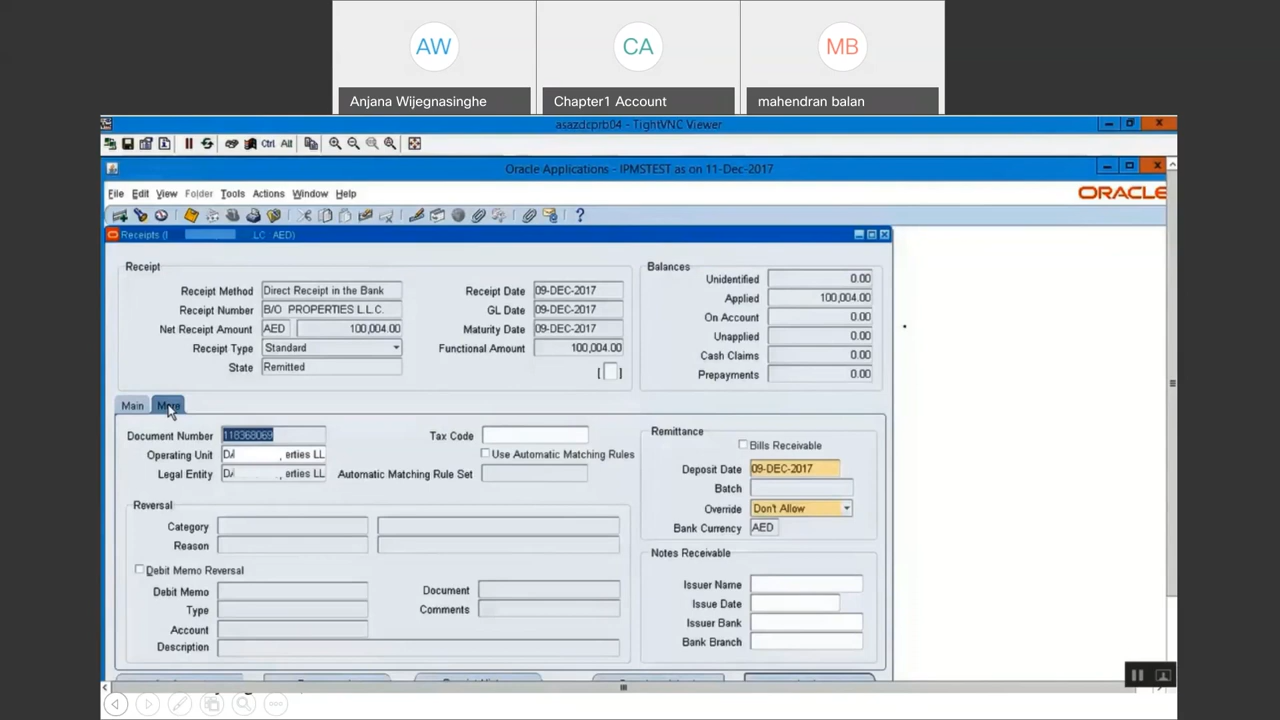 AW CA MB
Anjana Wijegnasinghe Chapter1 Account mahendran balan
asazdcprb04 - TightVNC Viewer
Ctrl Alt
Oracle Applications - IPMSTEST as on 11-Dec-2017
File Edit View Folder Tools Actions Window Help
ORACLE
Receipts (I LC AED)
Receipt Balances
Receipt Method Direct Receipt in the Bank Receipt Date 09-DEC-2017 Unidentified 0.00
Receipt Number B/O PROPERTIES L.L.C. GL Date 09-DEC-2017 Applied 100,004.00
Net Receipt Amount AED 100,004.00 Maturity Date 09-DEC-2017 On Account 0.00
Receipt Type Standard Functional Amount 100,004.00 Unapplied 0.00
State Remitted Cash Claims 0.00
[ ] Prepayments 0.00
Main More
Document Number 118368069 Tax Code Remittance
Operating Unit DA , erties LL Use Automatic Matching Rules Bills Receivable
Legal Entity DA , erties LL Automatic Matching Rule Set Deposit Date 09-DEC-2017
Batch
Reversal Override Don't Allow
Category Bank Currency AED
Reason Notes Receivable
Debit Memo Reversal Issuer Name
Debit Memo Document Issue Date
Type Comments Issuer Bank
Account Bank Branch
Description